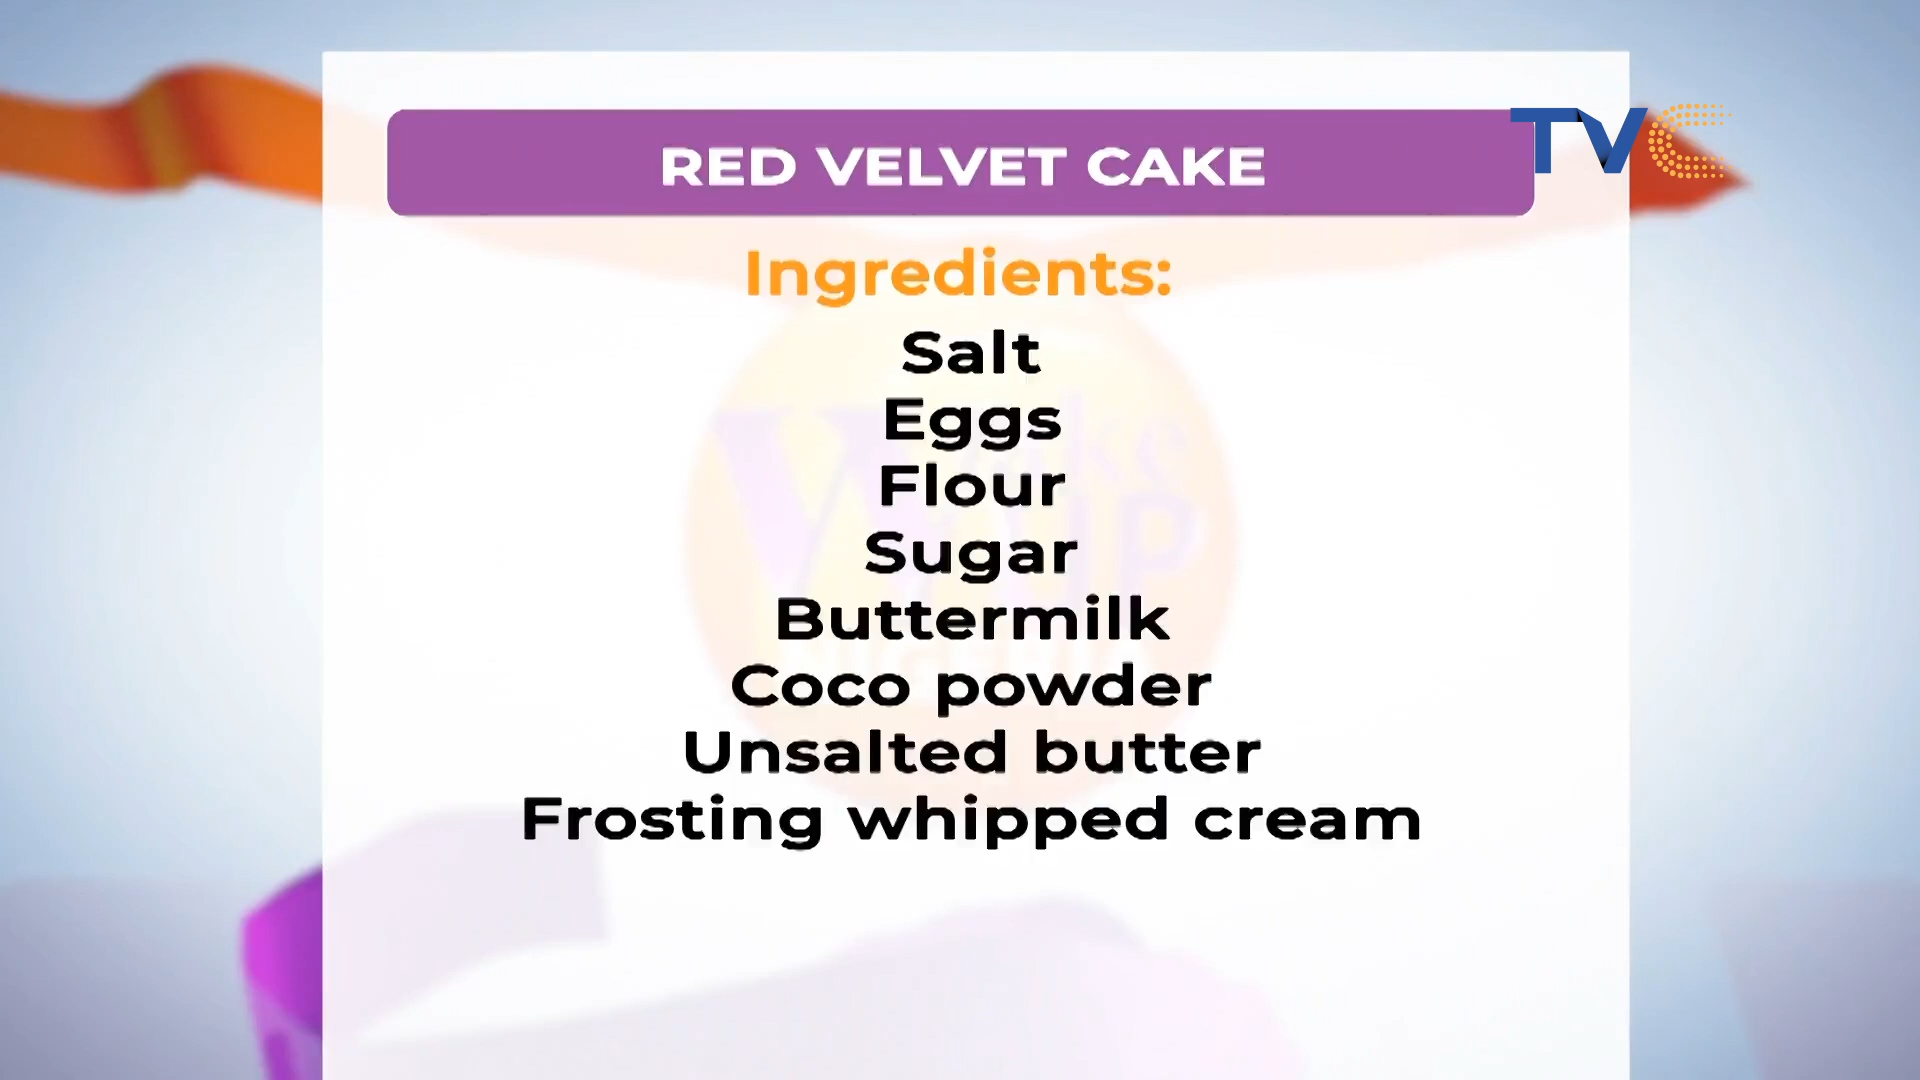 RED VELVET CAKE
TVC
Ingredients:
Salt
Eggs
Flour
Sugar
Buttermilk
Coco powder
Unsalted butter
Frosting whipped cream